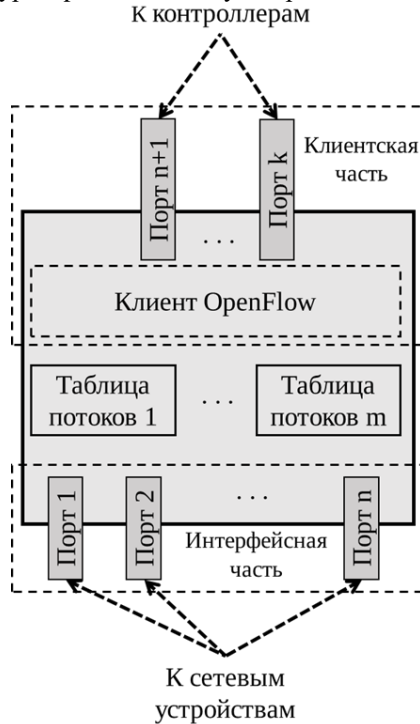 К контроллерам
Клиентская
часть
Порт n+1
. . .
Порт k
Клиент OpenFlow
Таблица
потоков 1
. . .
Таблица
потоков m
Порт 1
Порт 2
. . .
Порт n
Интерфейсная
часть
К сетевым
устройствам